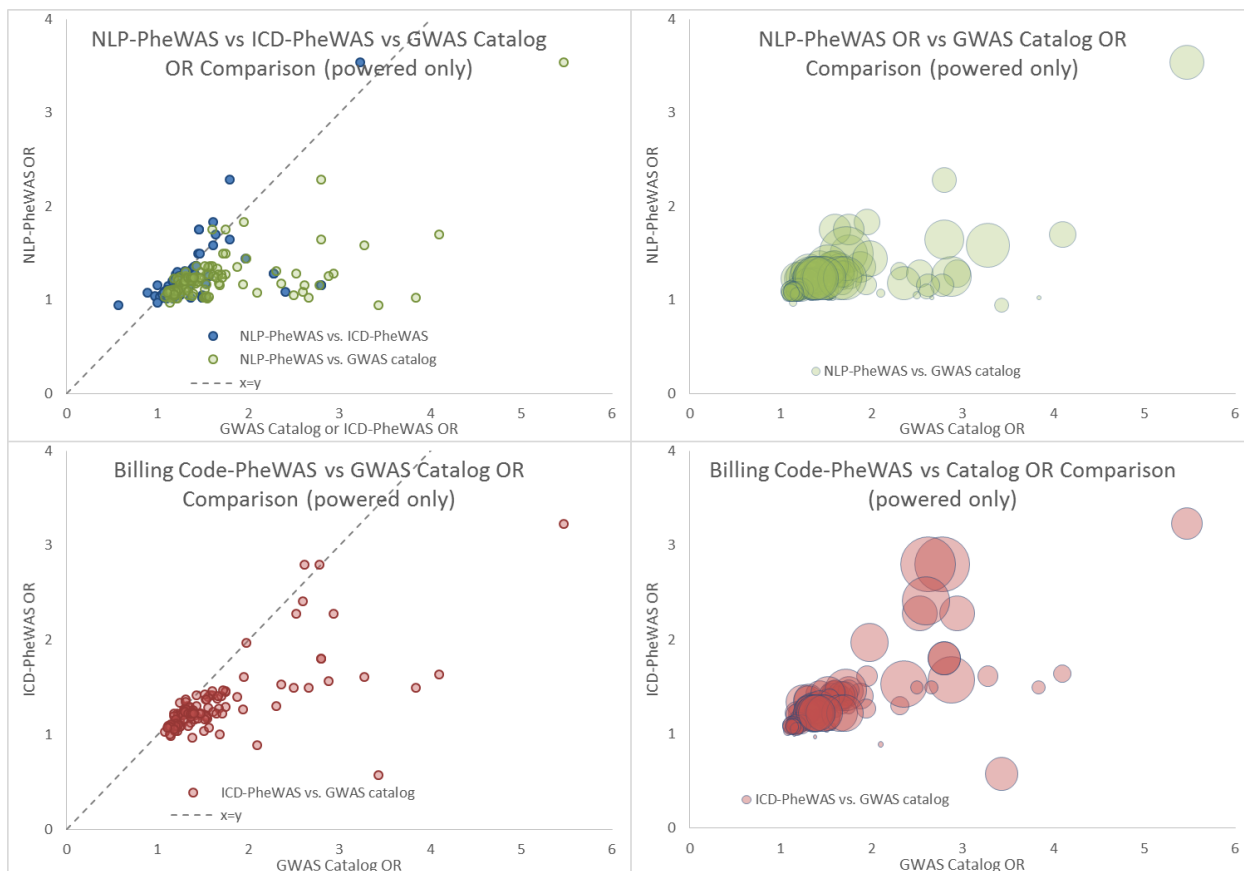 NLP-PheWAS vs ICD-PheWAS vs GWAS Catalog
OR Comparison (powered only)
4
3
2
1
0
NLP-PheWAS OR
NLP-PheWAS vs. ICD-PheWAS
NLP-PheWAS vs. GWAS catalog
x=y
0 1 2 3 4 5 6
GWAS Catalog or ICD-PheWAS OR
NLP-PheWAS OR vs GWAS Catalog OR
Comparison (powered only)
4
3
2
1
0
NLP-PheWAS OR
NLP-PheWAS vs. GWAS catalog
0 1 2 3 4 5 6
GWAS Catalog OR
Billing Code-PheWAS vs GWAS Catalog OR
Comparison (powered only)
4
3
2
1
0
ICD-PheWAS OR
ICD-PheWAS vs. GWAS catalog
x=y
0 1 2 3 4 5 6
GWAS Catalog OR
Billing Code-PheWAS vs Catalog OR Comparison
(powered only)
4
3
2
1
0
ICD-PheWAS OR
ICD-PheWAS vs. GWAS catalog
0 1 2 3 4 5 6
GWAS Catalog OR